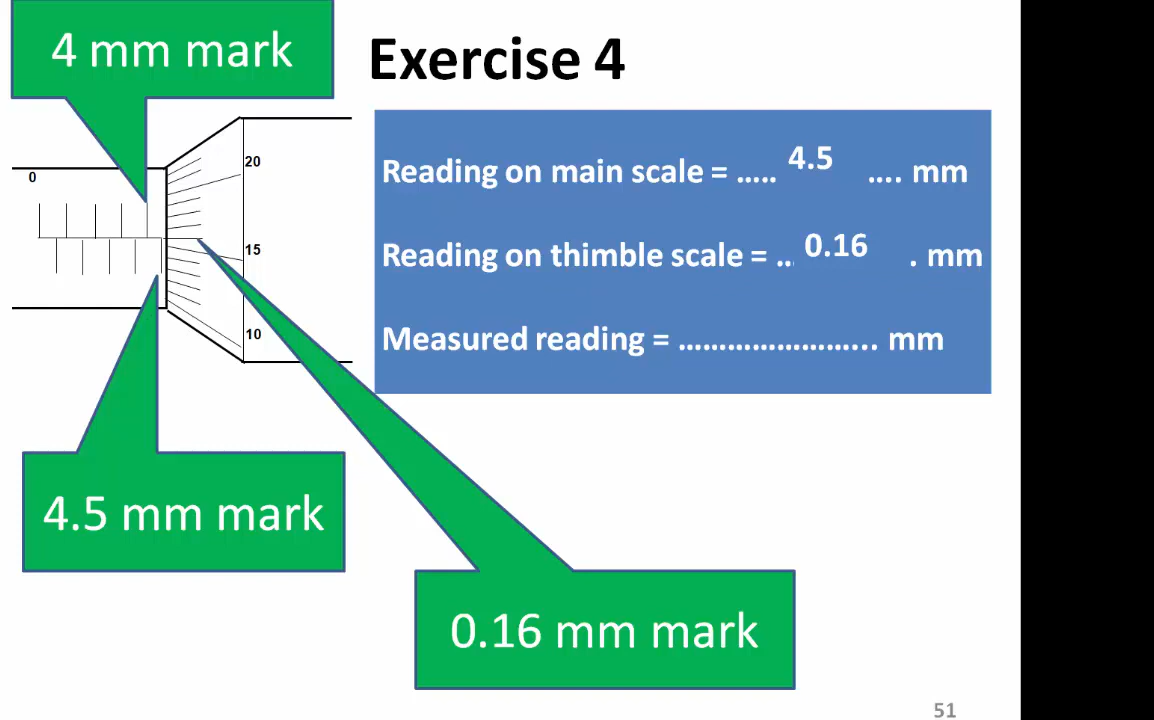 4 mm mark
Exercise 4
0
20
15
10
Reading on main scale = ….. 4.5 …. mm
Reading on thimble scale = .. 0.16 . mm
Measured reading = …………………... mm
4.5 mm mark
0.16 mm mark
51